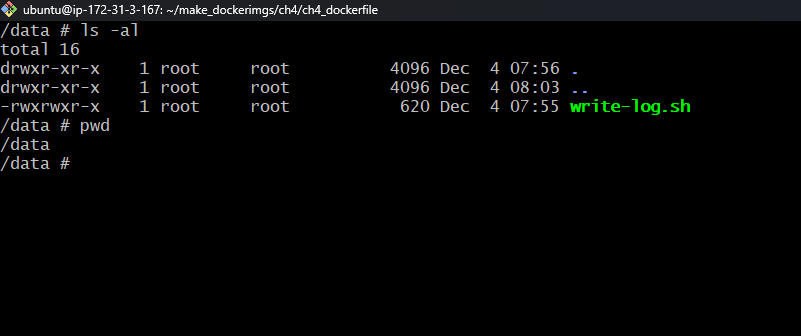 ubuntu@ip-172-31-3-167: ~/make_dockerimgs/ch4/ch4_dockerfile
/data # ls -al
total 16
drwxr-xr-x    1 root     root          4096 Dec  4 07:56 .
drwxr-xr-x    1 root     root          4096 Dec  4 08:03 ..
-rwxrwxr-x    1 root     root           620 Dec  4 07:55 write-log.sh
/data # pwd
/data
/data #